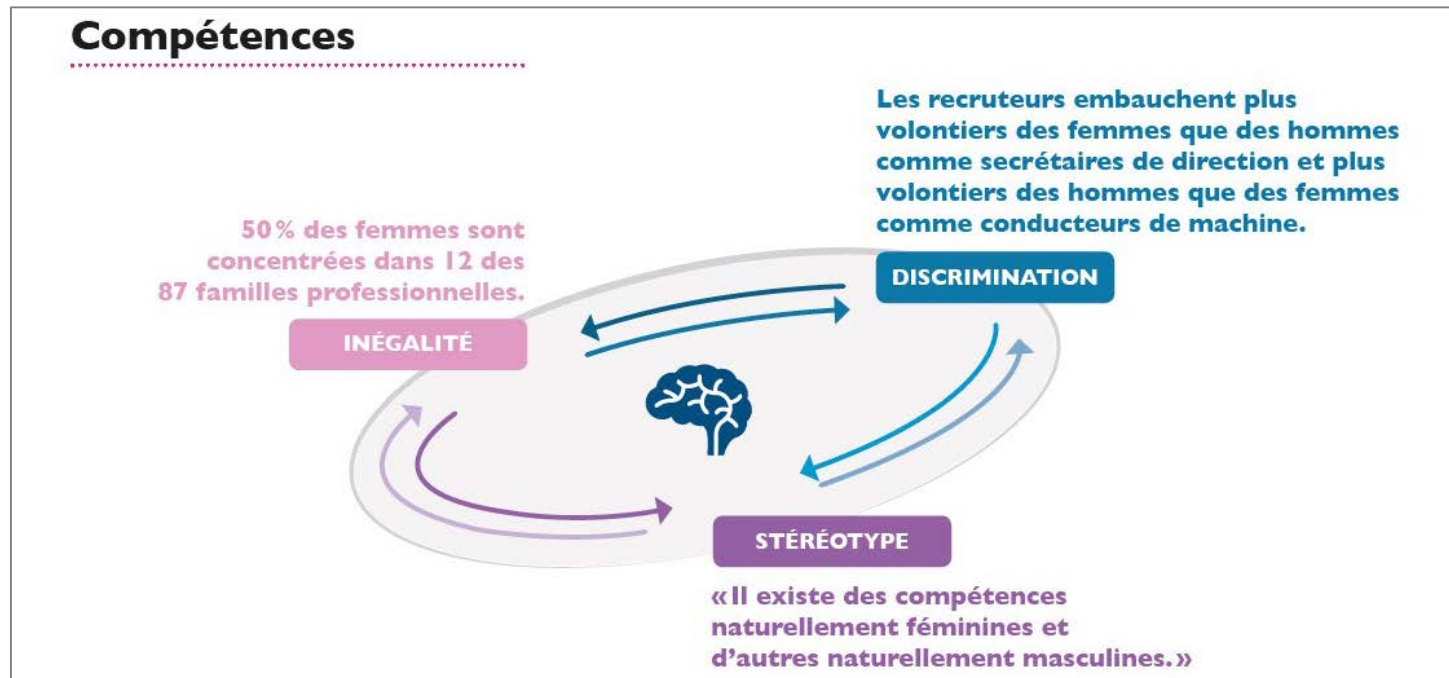 Compétences
Les recruteurs embauchent plus
volontiers des femmes que des hommes
comme secrétaires de direction et plus
volontiers des hommes que des femmes
comme conducteurs de machine.
DISCRIMINATION
50 % des femmes sont
concentrées dans 12 des
87 familles professionnelles.
INÉGALITÉ
STÉRÉOTYPE
« Il existe des compétences
naturellement féminines et
d’autres naturellement masculines. »